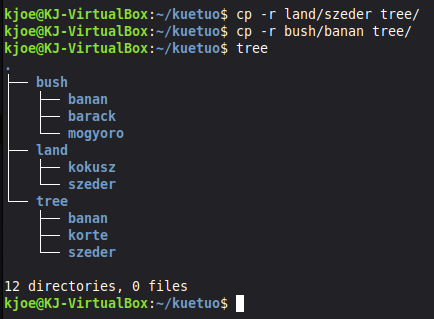 kjoe@KJ-VirtualBox:~/kuetuo$ cp -r land/szeder tree/
kjoe@KJ-VirtualBox:~/kuetuo$ cp -r bush/banan tree/
kjoe@KJ-VirtualBox:~/kuetuo$ tree
.
├── bush
│   ├── banan
│   ├── barack
│   └── mogyoro
├── land
│   ├── kokusz
│   └── szeder
└── tree
    ├── banan
    ├── korte
    └── szeder

12 directories, 0 files
kjoe@KJ-VirtualBox:~/kuetuo$